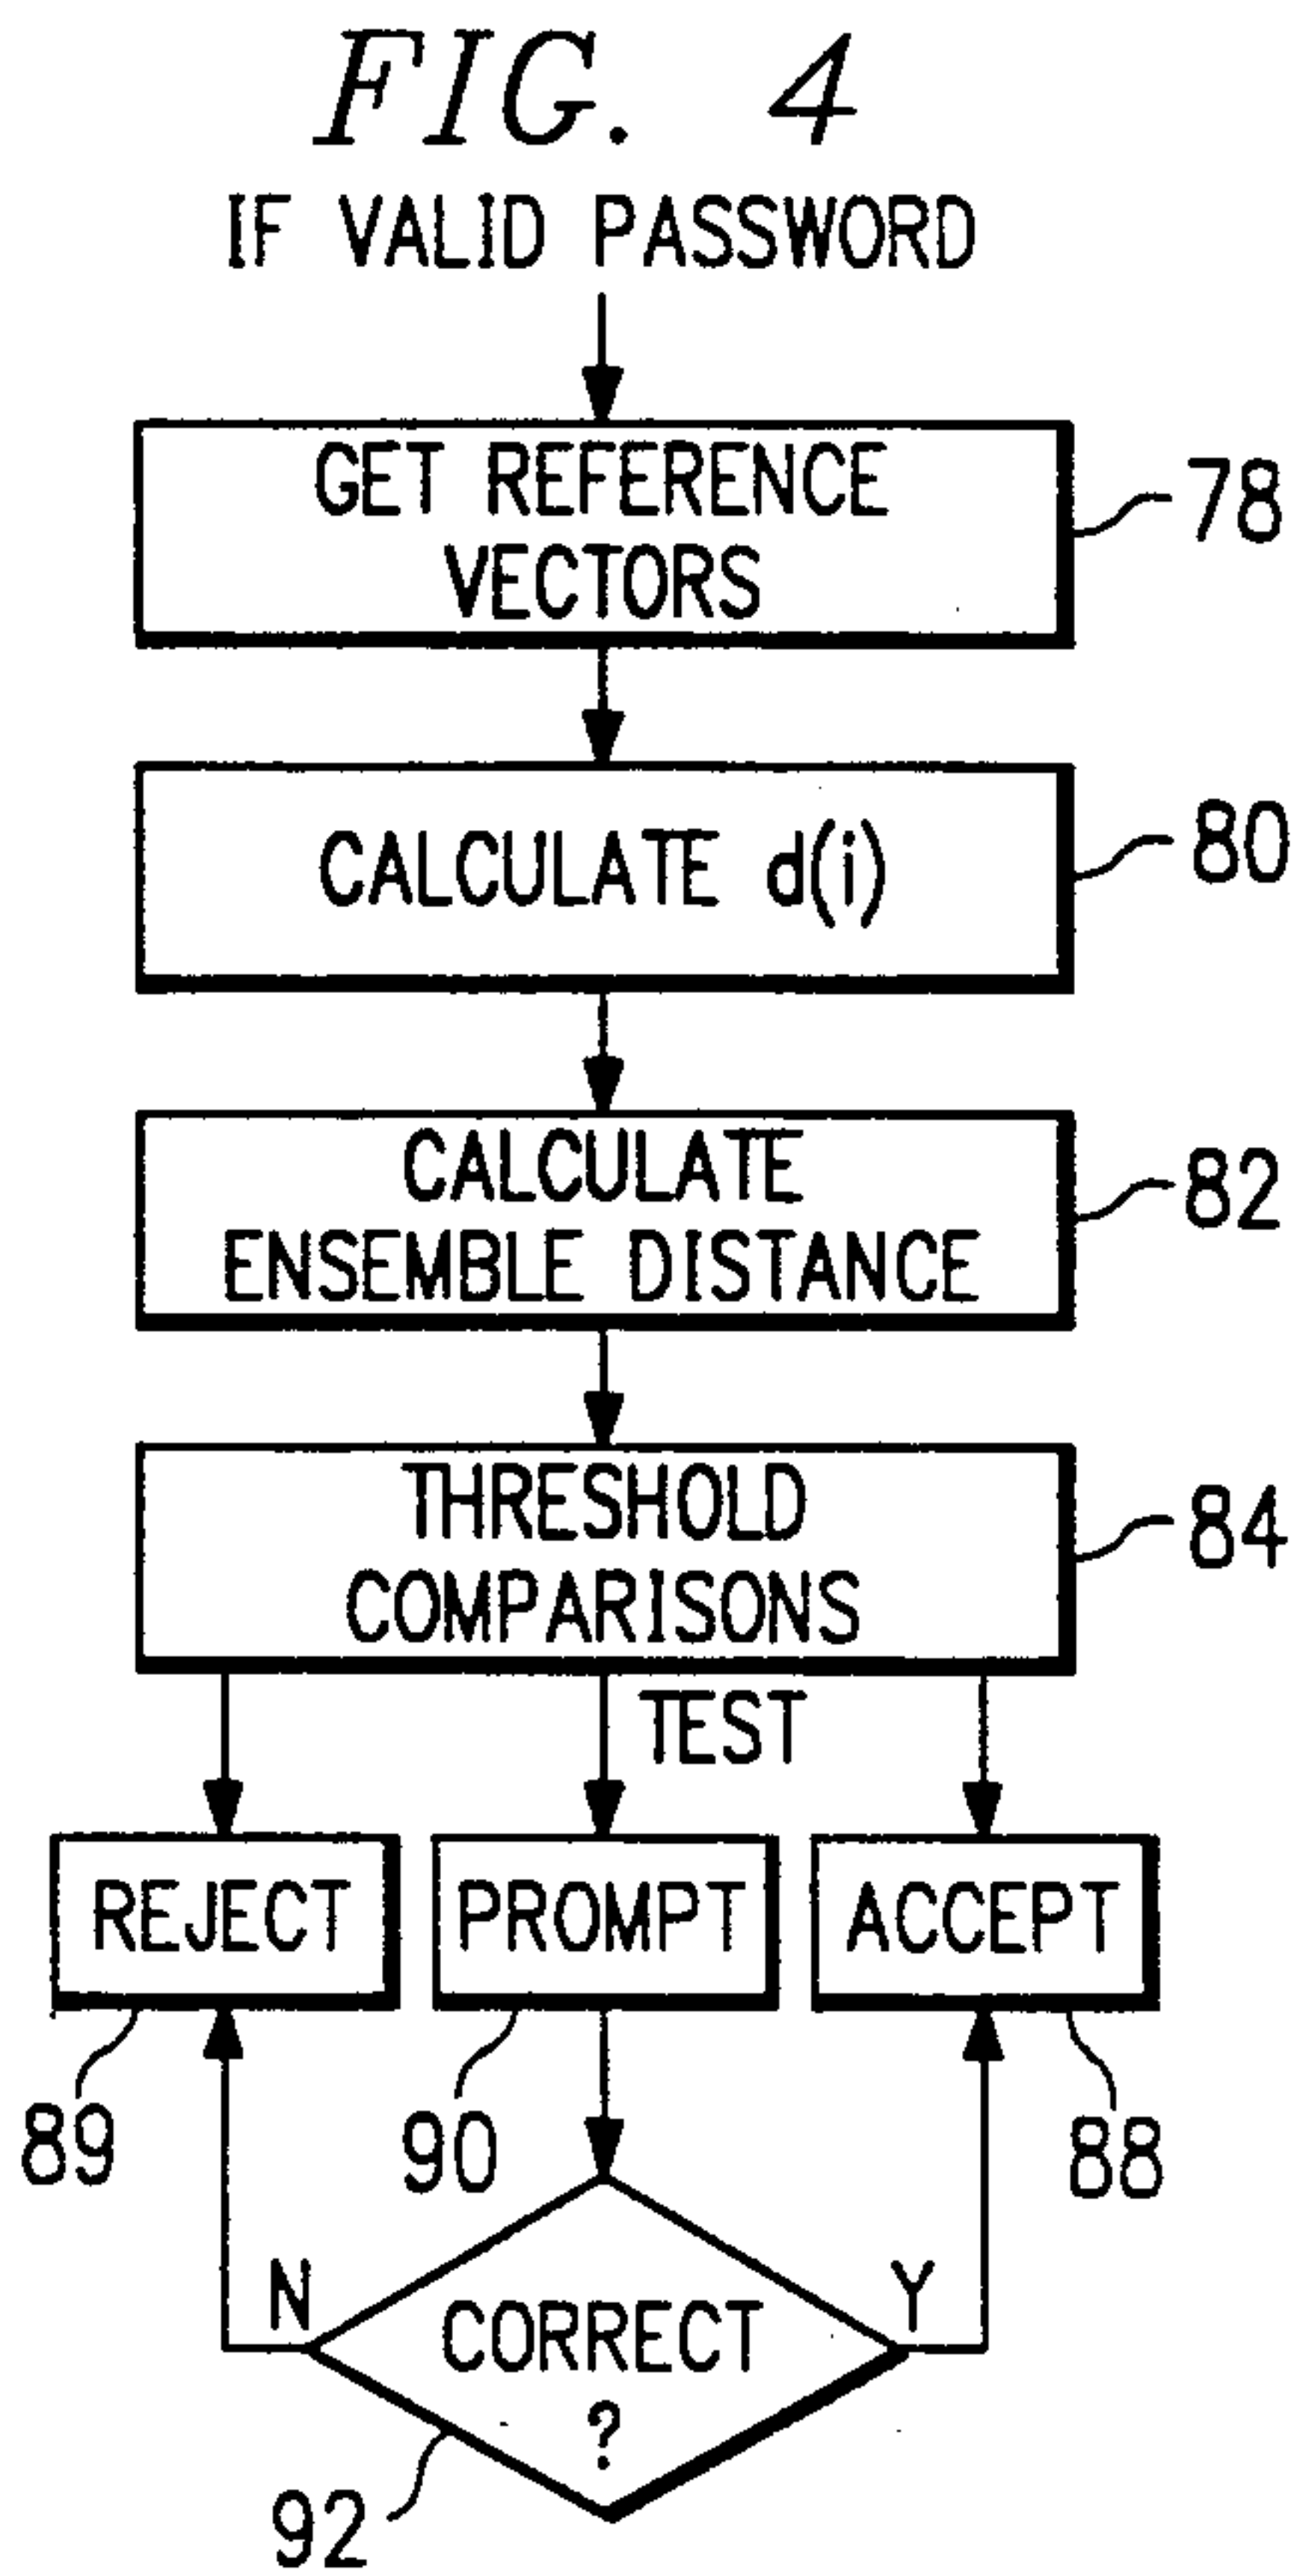 FIG. 4
IF VALID PASSWORD
GET REFERENCE
VECTORS
78
CALCULATE d(i)
80
CALCULATE
ENSEMBLE DISTANCE
82
THRESHOLD
COMPARISONS
84
TEST
REJECT
PROMPT
ACCEPT
89
90
88
N
CORRECT
?
Y
92